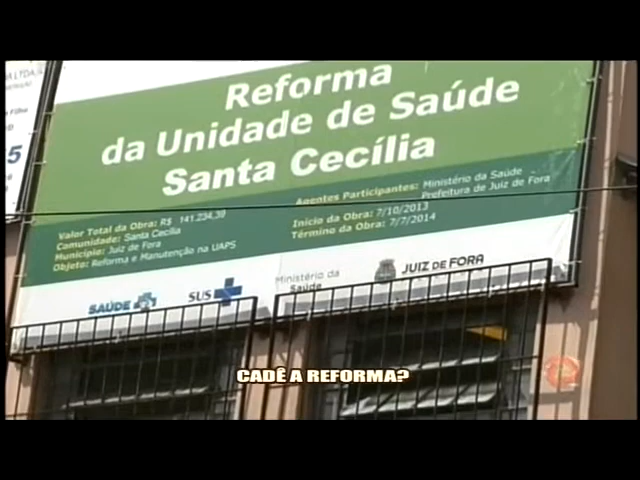 Reforma
da Unidade de Saúde
Santa Cecília
Valor Total da Obra: R$ 141.234,39
Comunidade: Santa Cecília
Município: Juiz de Fora
Objeto: Reforma e Manutenção na UAPS
Agentes Participantes: Ministério da Saúde
Prefeitura de Juiz de Fora
Início da Obra: 7/10/2013
Término da Obra: 7/7/2014
SAÚDE
SUS
Ministério da
Saúde
JUIZ DE FORA
CADÊ A REFORMA?